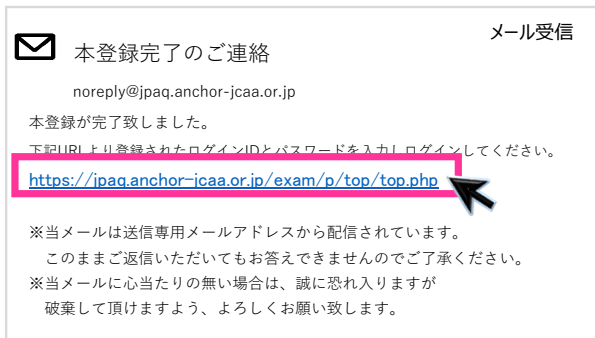 メール受信
本登録完了のご連絡
noreply@jpaq.anchor-jcaa.or.jp
本登録が完了致しました。
下記URLより登録されたログインIDとパスワードを入力しログインしてください。
https://jpaq.anchor-jcaa.or.jp/exam/p/top/top.php
※当メールは送信専用メールアドレスから配信されています。
このままご返信いただいてもお答えできませんのでご了承ください。
※当メールに心当たりの無い場合は、誠に恐れ入りますが
破棄して頂けますよう、よろしくお願い致します。